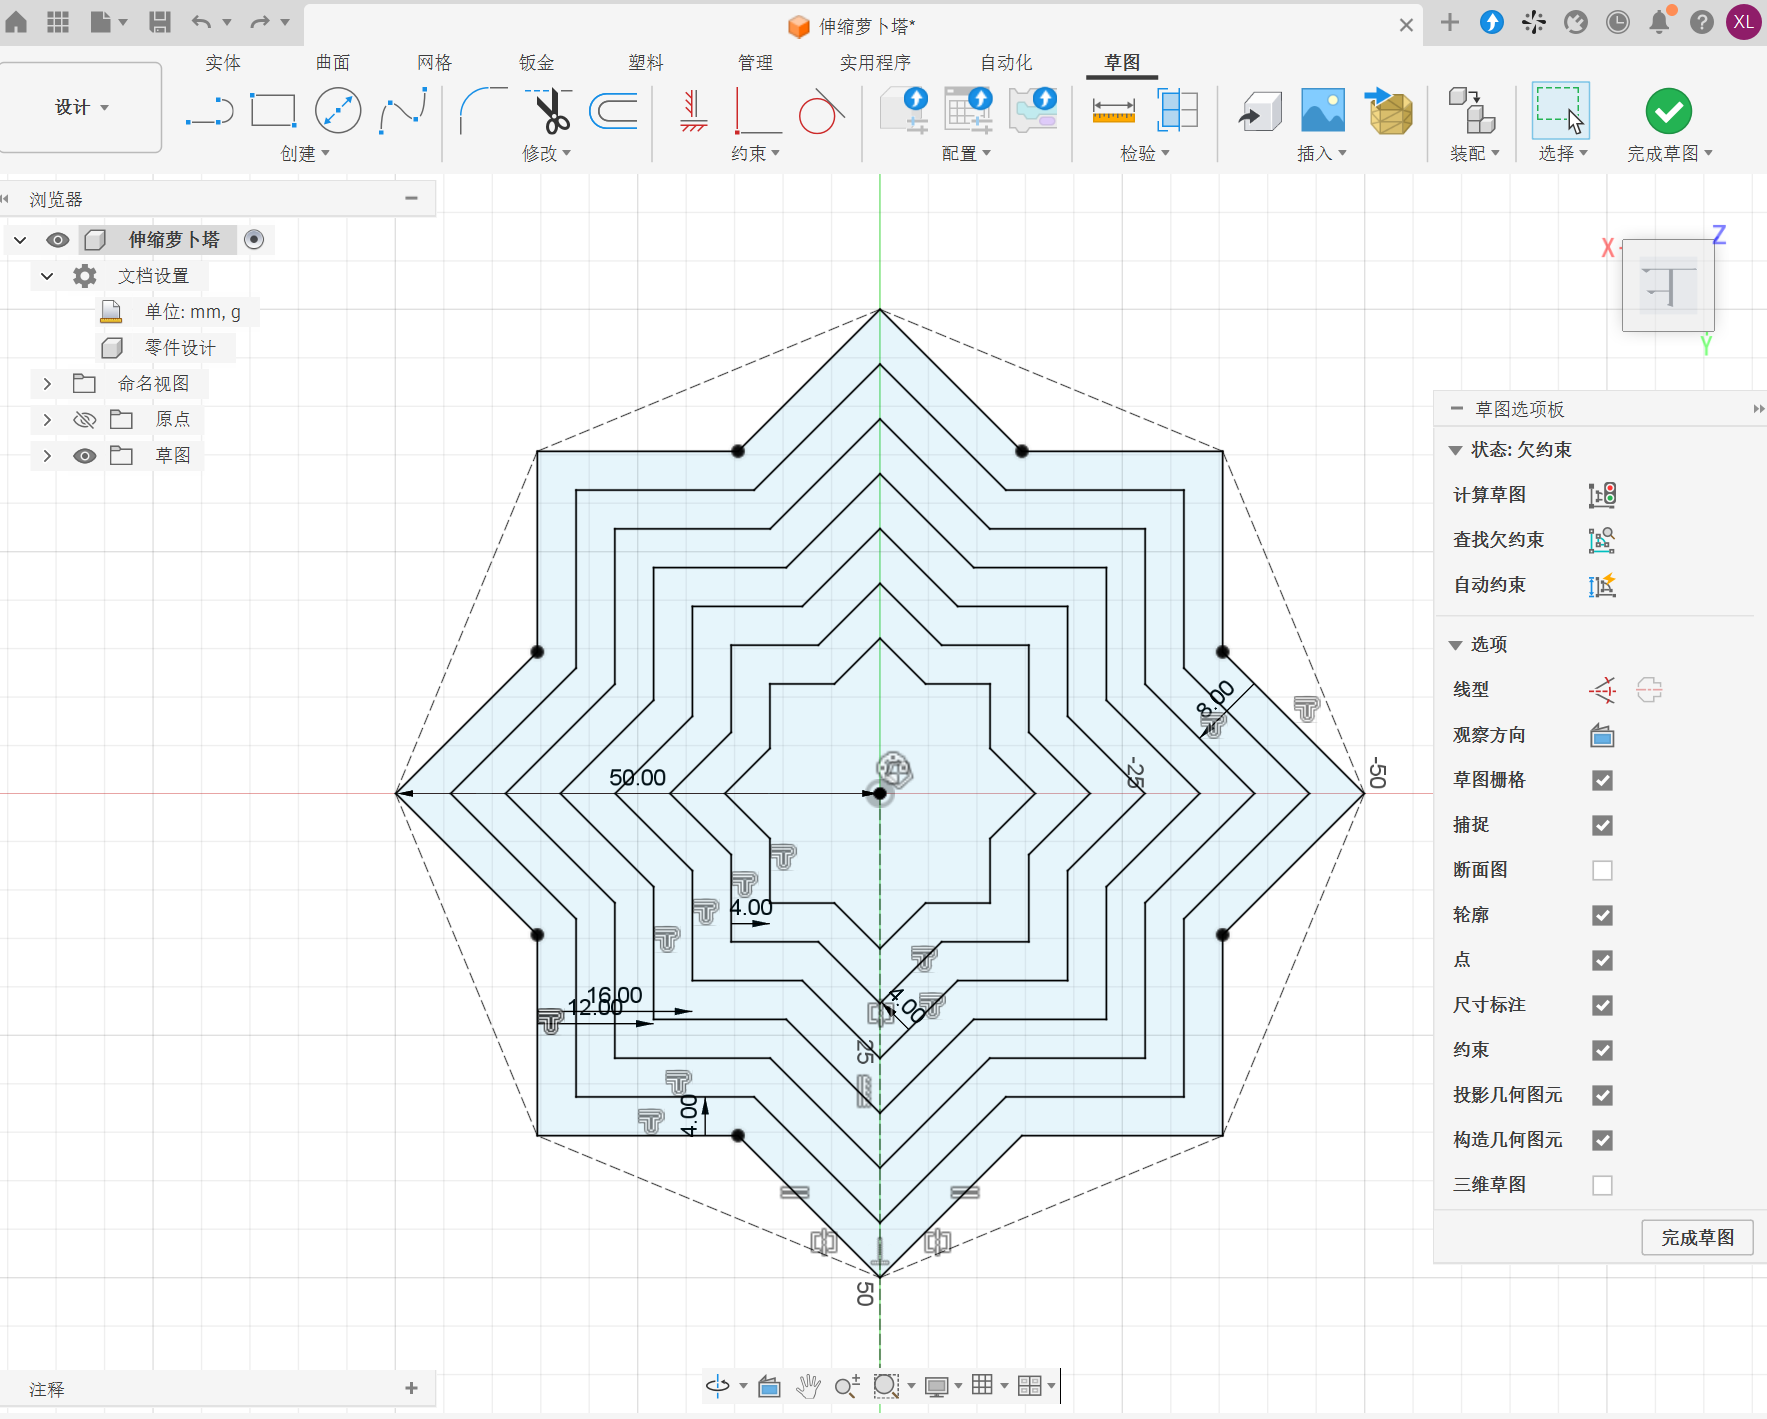 伸缩萝卜塔*
XL
实体 曲面 网格 钣金 塑料 管理 实用程序 自动化 草图
设计
创建 修改 约束 配置 检验 插入 装配 选择 完成草图
浏览器
伸缩萝卜塔
文档设置
单位: mm, g
零件设计
命名视图
原点
草图
X
Z
Y
上
草图选项板
状态: 欠约束
计算草图
查找欠约束
自动约束
选项
线型
观察方向
草图栅格
捕捉
断面图
轮廓
点
尺寸标注
约束
投影几何图元
构造几何图元
三维草图
完成草图
8.00
50.00
-25
-50
4.00
16.00
12.00
4.00
25
4.00
50
注释